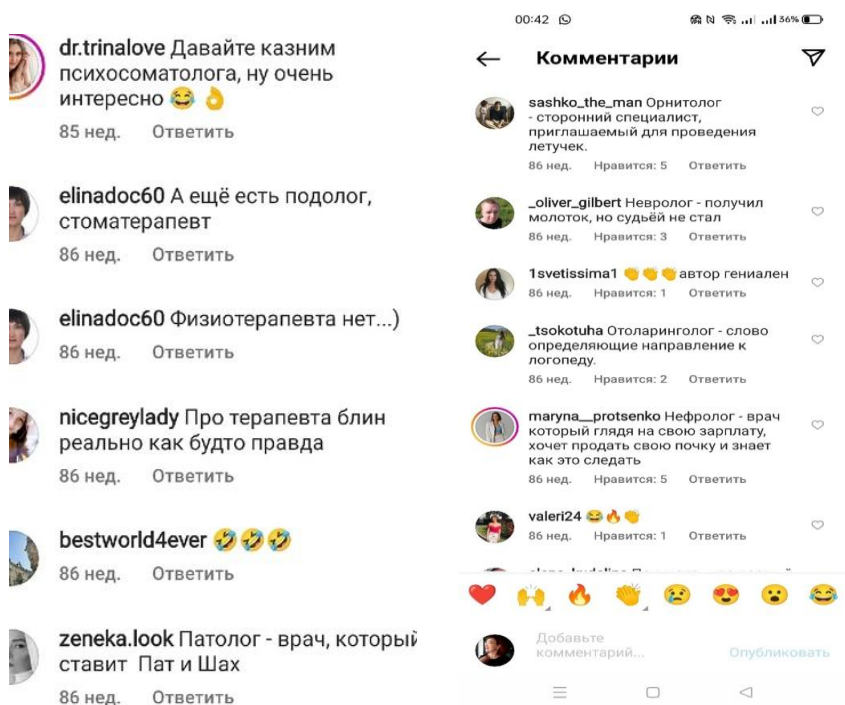 dr.trinalove Давайте казним
психосоматолога, ну очень
интересно 😂 👌
85 нед. Ответить
elinadoc60 А ещё есть подолог,
стоматерапевт
86 нед. Ответить
elinadoc60 Физиотерапевта нет...)
86 нед. Ответить
nicegreylady Про терапевта блин
реально как будто правда
86 нед. Ответить
bestworld4ever 🤣🤣🤣
86 нед. Ответить
zeneka.look Патолог - врач, который
ставит Пат и Шах
86 нед. Ответить
00:42 36%
Комментарии
sashko_the_man Орнитолог
- сторонний специалист,
приглашаемый для проведения
летучек.
86 нед. Нравится: 5 Ответить
_oliver_gilbert Невролог - получил
молоток, но судьёй не стал
86 нед. Нравится: 3 Ответить
1svetissima1 👏👏👏автор гениален
86 нед. Нравится: 1 Ответить
_tsokotuha Отоларинголог - слово
определяющие направление к
логопеду.
86 нед. Нравится: 2 Ответить
maryna__protsenko Нефролог - врач
который глядя на свою зарплату,
хочет продать свою почку и знает
как это следать
86 нед. Нравится: 5 Ответить
valeri24 😂🔥👏
86 нед. Нравится: 1 Ответить
Добавьте
комментарий... Опубликовать